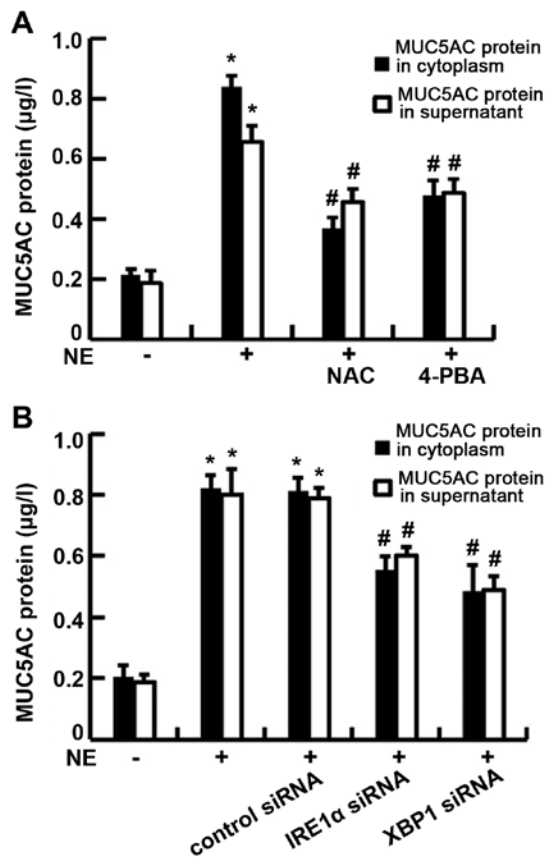 A
MUC5AC protein (µg/l)
1.0
0.8
0.6
0.4
0.2
0
MUC5AC protein
in cytoplasm
MUC5AC protein
in supernatant
* *
# # # #
NE - + + +
NAC 4-PBA
B
MUC5AC protein (µg/l)
1.0
0.8
0.6
0.4
0.2
0
MUC5AC protein
in cytoplasm
MUC5AC protein
in supernatant
* * * *
# # # #
NE - + + + +
control siRNA
IRE1α siRNA
XBP1 siRNA